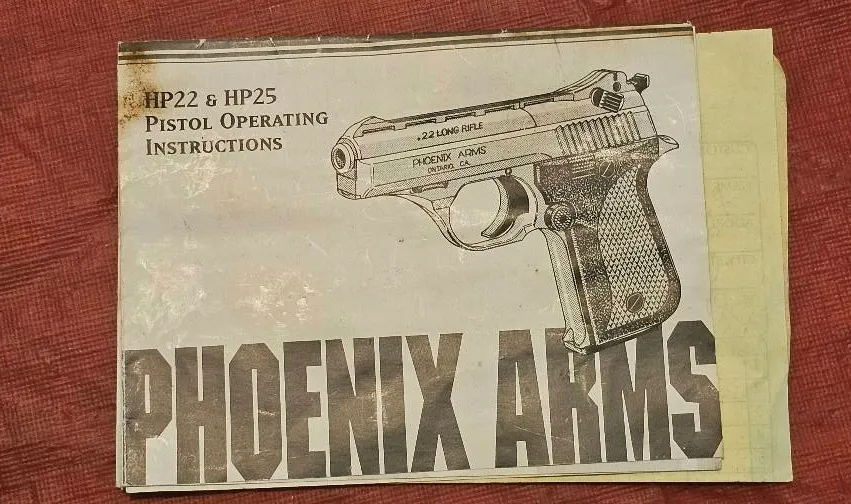 HP22 & HP25
PISTOL OPERATING
INSTRUCTIONS
.22 LONG RIFLE
PHOENIX ARMS
ONTARIO, CA.
PHOENIX ARMS